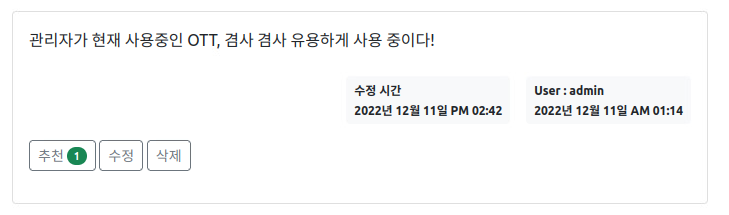 관리자가 현재 사용중인 OTT, 겸사 겸사 유용하게 사용 중이다!
수정 시간
2022년 12월 11일 PM 02:42
User : admin
2022년 12월 11일 AM 01:14
추천 1 수정 삭제